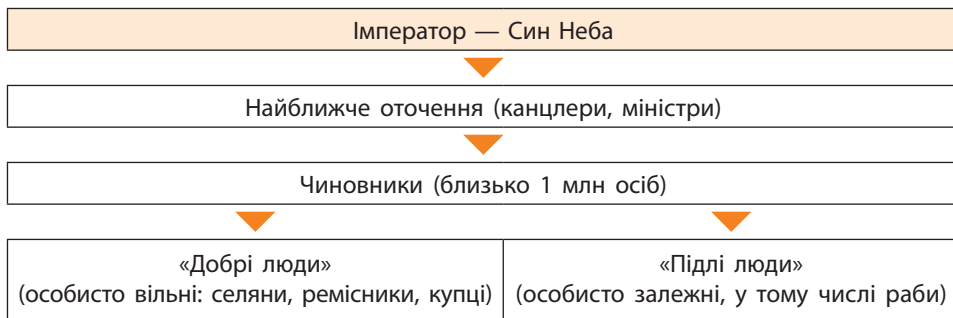 Імператор — Син Неба
Найближче оточення (канцлери, міністри)
Чиновники (близько 1 млн осіб)
«Добрі люди»
(особисто вільні: селяни, ремісники, купці)
«Підлі люди»
(особисто залежні, у тому числі раби)